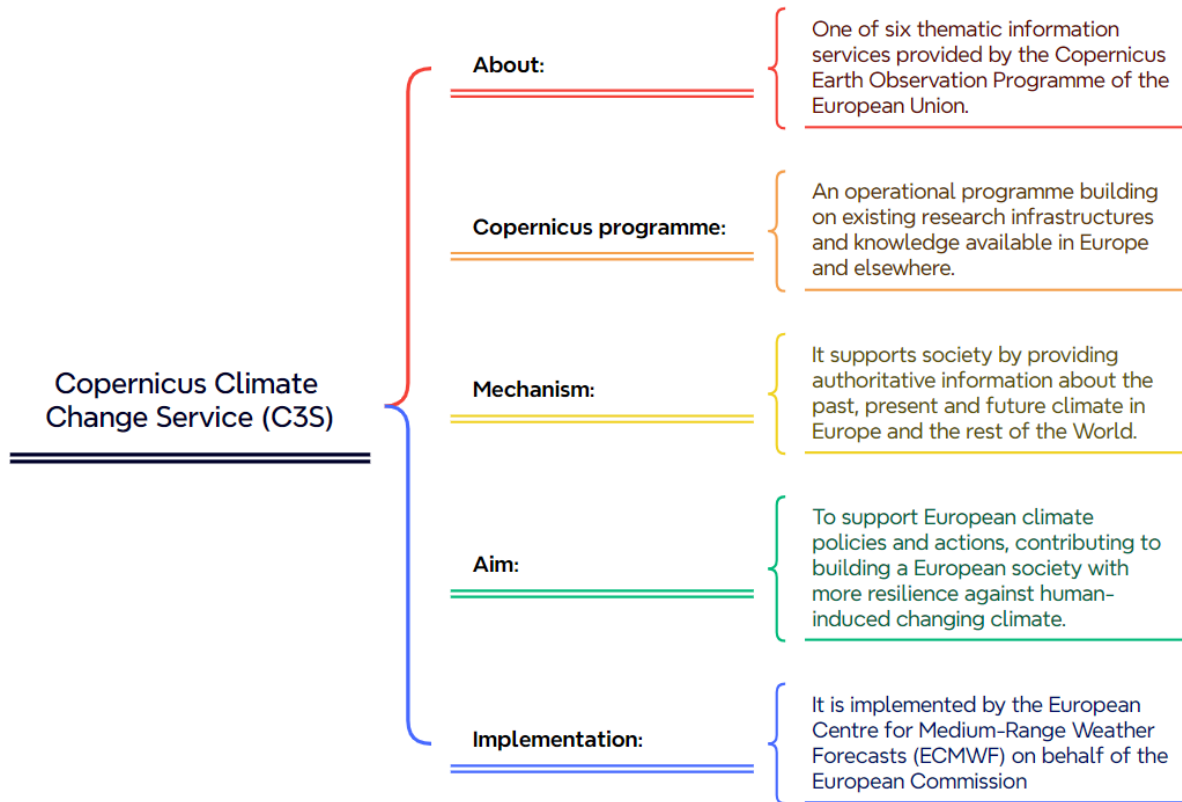 Copernicus Climate
Change Service (C3S)
About:
One of six thematic information
services provided by the Copernicus
Earth Observation Programme of the
European Union.
Copernicus programme:
An operational programme building
on existing research infrastructures
and knowledge available in Europe
and elsewhere.
Mechanism:
It supports society by providing
authoritative information about the
past, present and future climate in
Europe and the rest of the World.
Aim:
To support European climate
policies and actions, contributing to
building a European society with
more resilience against human-
induced changing climate.
Implementation:
It is implemented by the European
Centre for Medium-Range Weather
Forecasts (ECMWF) on behalf of the
European Commission